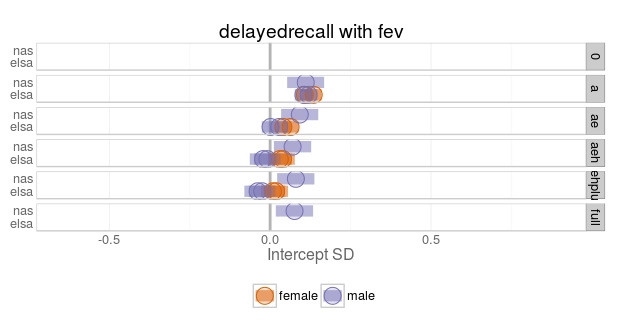 delayedrecall with fev
nas
elsa
0
nas
elsa
a
nas
elsa
ae
nas
elsa
aeh
nas
elsa
ehplu
nas
elsa
full
-0.5 0.0 0.5
Intercept SD
female male